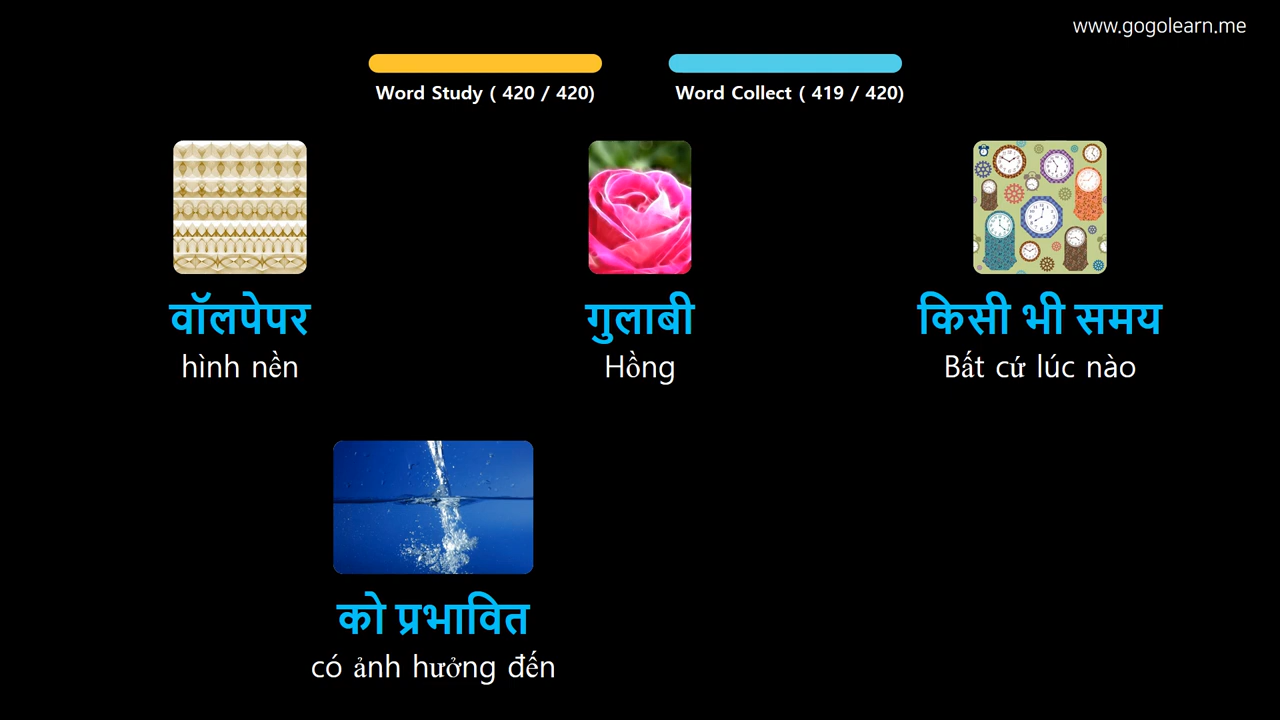 www.gogolearn.me
Word Study ( 420 / 420)
Word Collect ( 419 / 420)
वॉलपेपर
hình nền
गुलाबी
Hồng
किसी भी समय
Bất cứ lúc nào
को प्रभावित
có ảnh hưởng đến